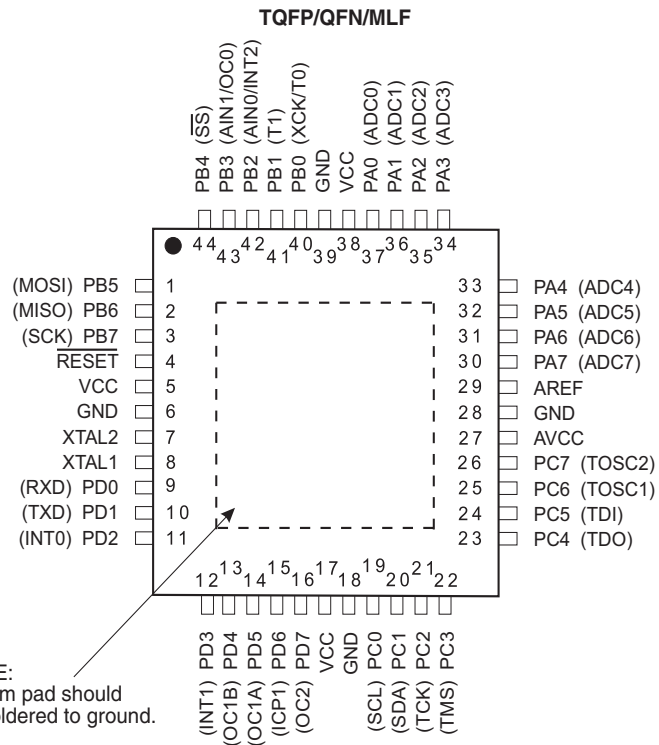 TQFP/QFN/MLF
PB4 (SS)
PB3 (AIN1/OC0)
PB2 (AIN0/INT2)
PB1 (T1)
PB0 (XCK/T0)
GND
VCC
PA0 (ADC0)
PA1 (ADC1)
PA2 (ADC2)
PA3 (ADC3)
44 43 42 41 40 39 38 37 36 35 34
(MOSI) PB5 1
(MISO) PB6 2
(SCK) PB7 3
RESET 4
VCC 5
GND 6
XTAL2 7
XTAL1 8
(RXD) PD0 9
(TXD) PD1 10
(INT0) PD2 11
33 PA4 (ADC4)
32 PA5 (ADC5)
31 PA6 (ADC6)
30 PA7 (ADC7)
29 AREF
28 GND
27 AVCC
26 PC7 (TOSC2)
25 PC6 (TOSC1)
24 PC5 (TDI)
23 PC4 (TDO)
12 13 14 15 16 17 18 19 20 21 22
(INT1) PD3
(OC1B) PD4
(OC1A) PD5
(ICP1) PD6
(OC2) PD7
VCC
GND
(SCL) PC0
(SDA) PC1
(TCK) PC2
(TMS) PC3
E:
m pad should
oldered to ground.